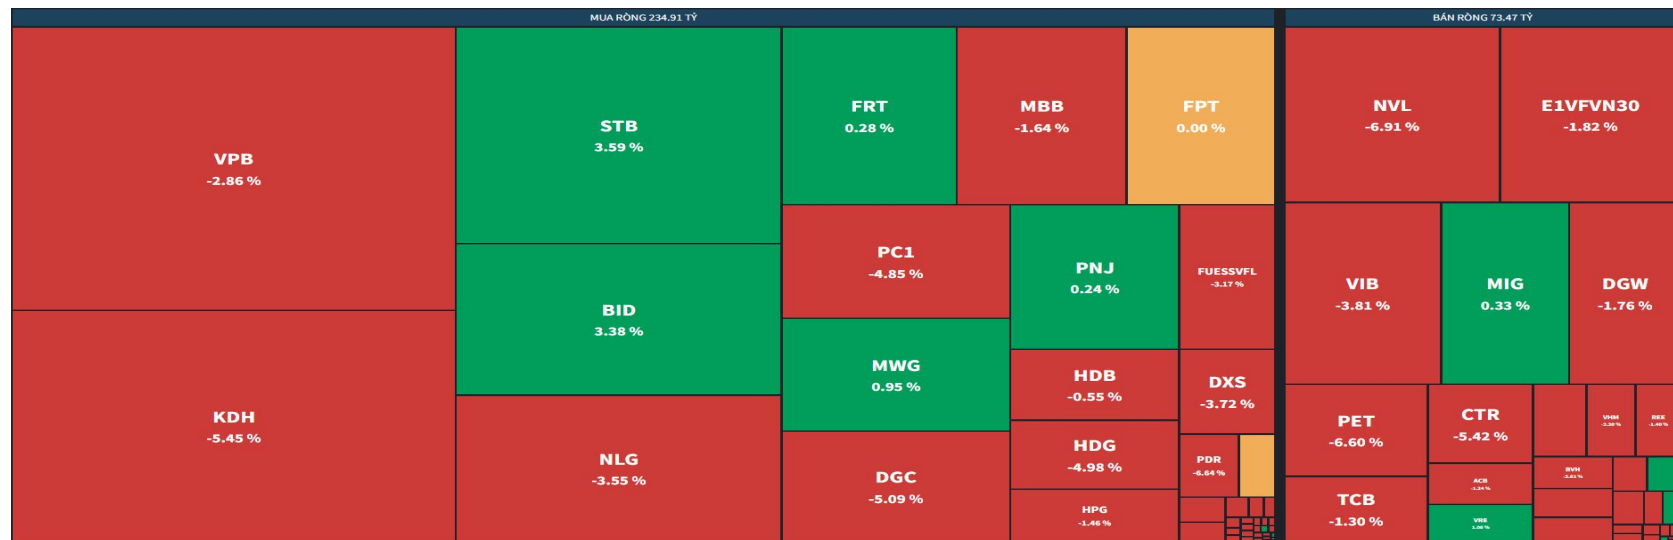 MUA RÒNG 234.91 TỶ
VPB
-2.86 %
KDH
-5.45 %
STB
3.59 %
BID
3.38 %
NLG
-3.55 %
FRT
0.28 %
MBB
-1.64 %
FPT
0.00 %
PC1
-4.85 %
MWG
0.95 %
DGC
-5.09 %
PNJ
0.24 %
FUESSVFL
-3.17 %
HDB
-0.55 %
HDG
-4.98 %
HPG
-1.46 %
DXS
-3.72 %
PDR
-6.64 %
BÁN RÒNG 73.47 TỶ
NVL
-6.91 %
E1VFVN30
-1.82 %
VIB
-3.81 %
MIG
0.33 %
DGW
-1.76 %
PET
-6.60 %
TCB
-1.30 %
CTR
-5.42 %
ACB
VRE
VHM
REE
BVH